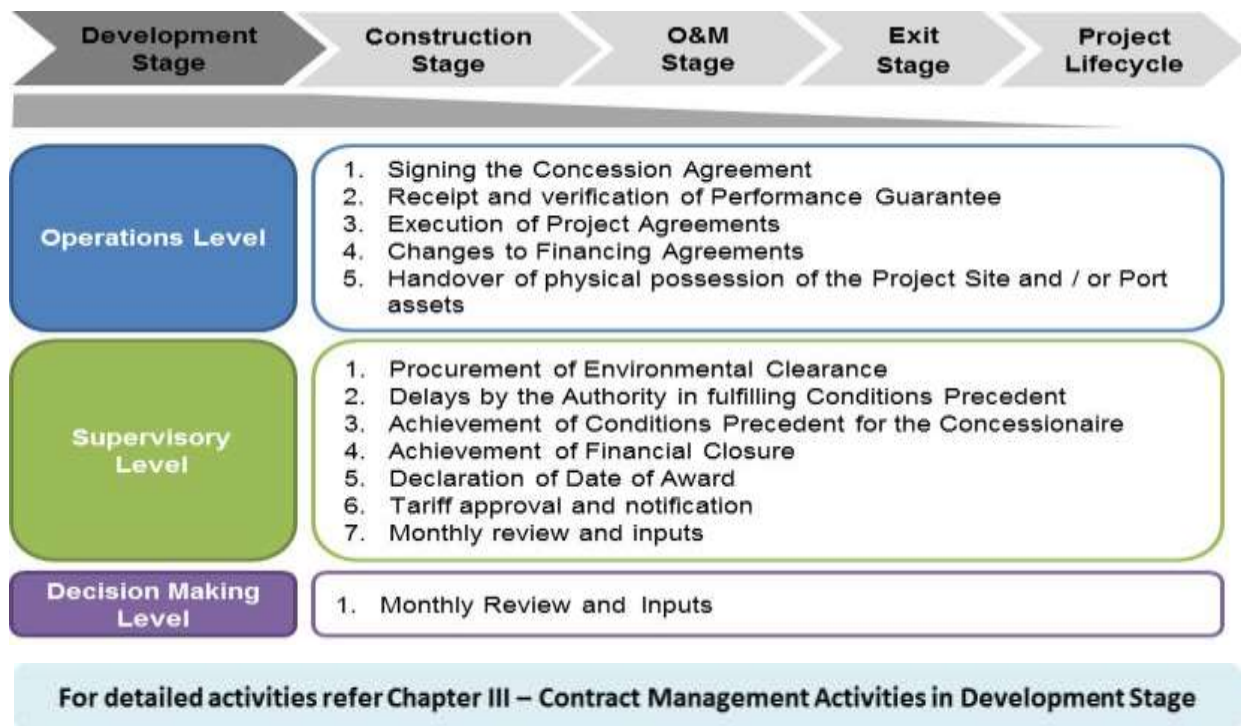 Development
Stage
Construction
Stage
O&M
Stage
Exit
Stage
Project
Lifecycle
Operations Level
1. Signing the Concession Agreement
2. Receipt and verification of Performance Guarantee
3. Execution of Project Agreements
4. Changes to Financing Agreements
5. Handover of physical possession of the Project Site and / or Port
assets
Supervisory
Level
1. Procurement of Environmental Clearance
2. Delays by the Authority in fulfilling Conditions Precedent
3. Achievement of Conditions Precedent for the Concessionaire
4. Achievement of Financial Closure
5. Declaration of Date of Award
6. Tariff approval and notification
7. Monthly review and inputs
Decision Making
Level
1. Monthly Review and Inputs
For detailed activities refer Chapter III – Contract Management Activities in Development Stage